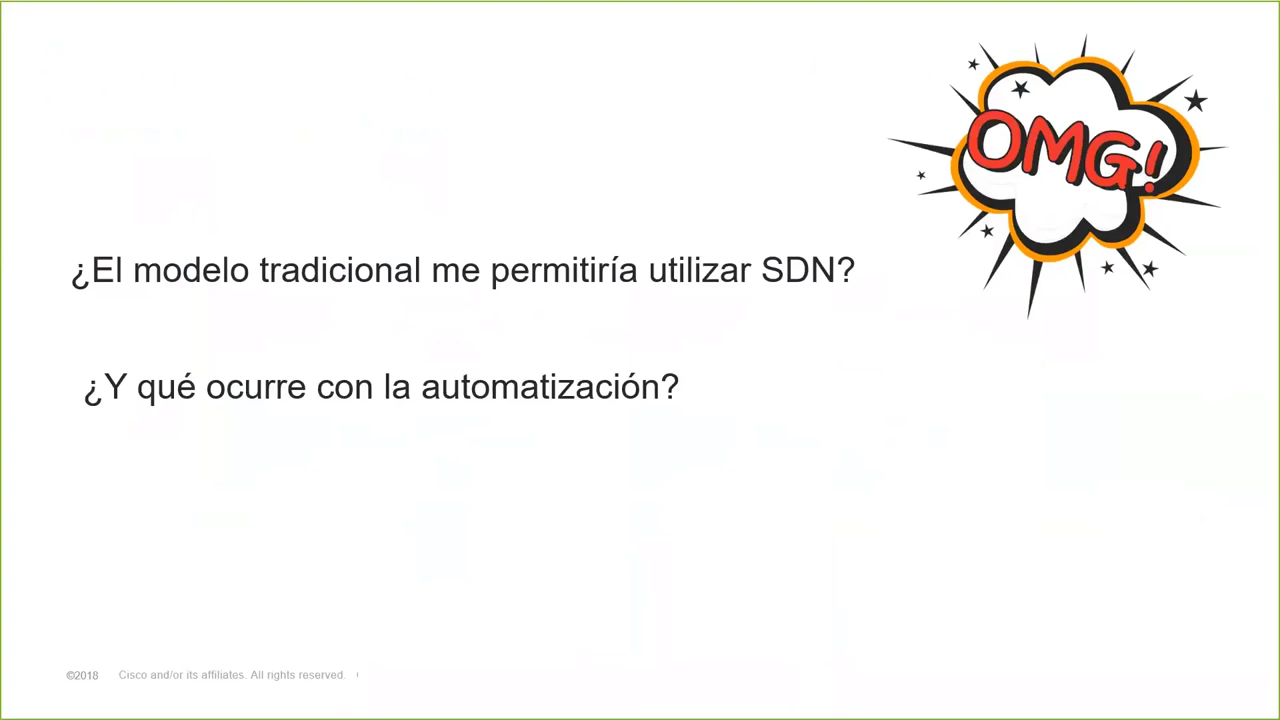 OMG!
¿El modelo tradicional me permitiría utilizar SDN?
¿Y qué ocurre con la automatización?
©2018 Cisco and/or its affiliates. All rights reserved.